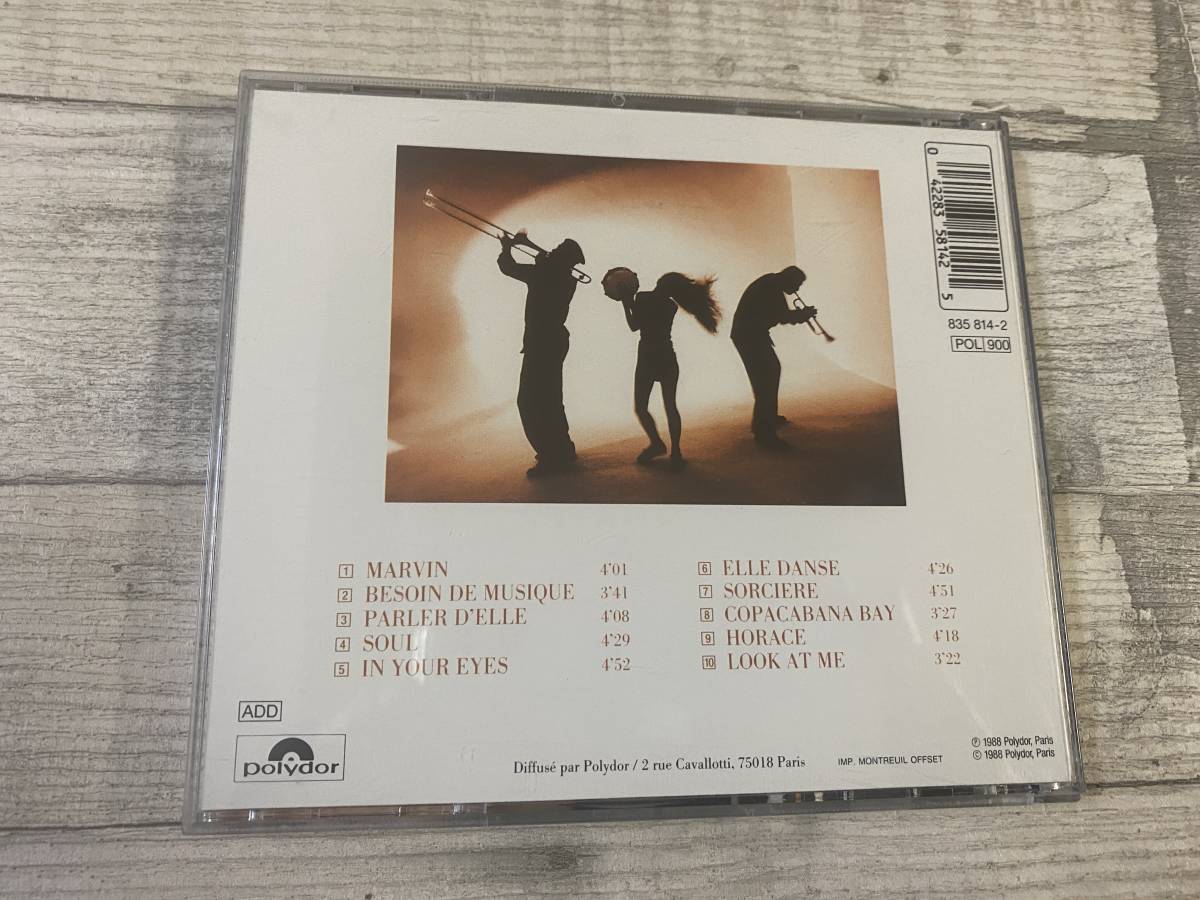 0 42283 58142 5
835 814-2
POL 900
1 MARVIN 4'01
2 BESOIN DE MUSIQUE 3'41
3 PARLER D'ELLE 4'08
4 SOUL 4'29
5 IN YOUR EYES 4'52
6 ELLE DANSE 4'26
7 SORCIERE 4'51
8 COPACABANA BAY 3'27
9 HORACE 4'18
10 LOOK AT ME 3'22
ADD
polydor
Diffusé par Polydor / 2 rue Cavallotti, 75018 Paris
IMP. MONTREUIL OFFSET
℗ 1988 Polydor, Paris
© 1988 Polydor, Paris